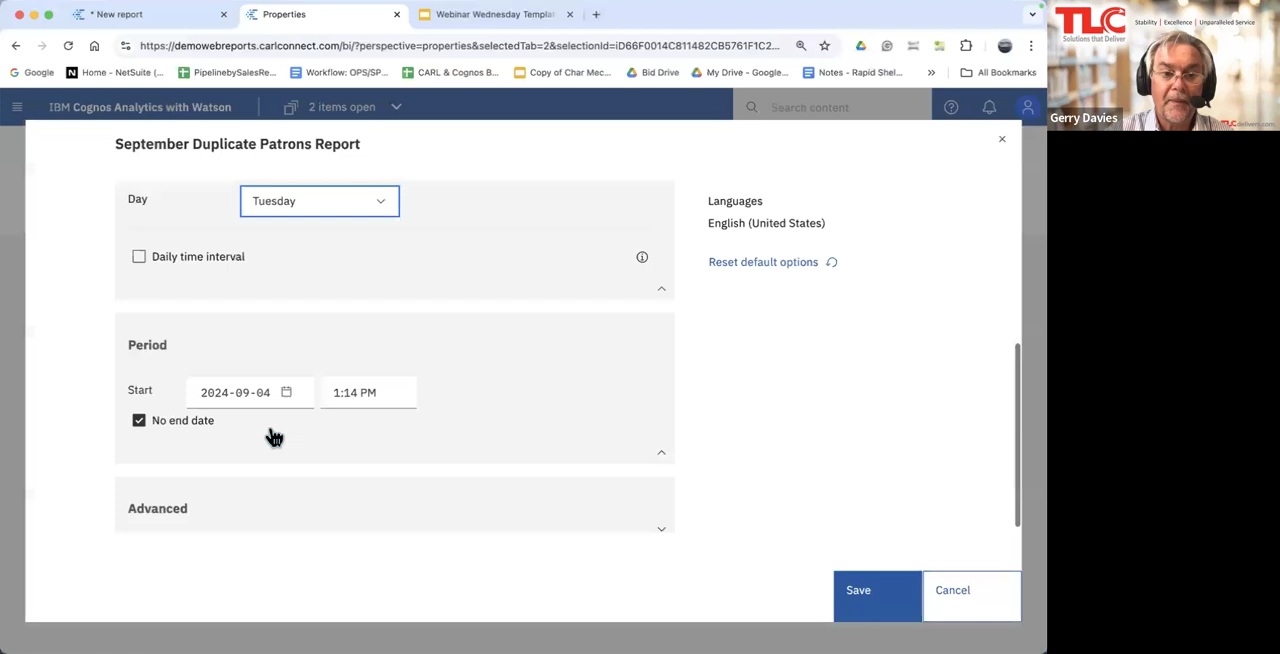 * New report
Properties
Webinar Wednesday Templat
https://demowebreports.carlconnect.com/bi/?perspective=properties&selectedTab=2&selectionId=iD66F0014C811482CB5761F1C2...
Google
Home - NetSuite (...
PipelinebySalesRe...
Workflow: OPS/SP...
CARL & Cognos B...
Copy of Char Mec...
Bid Drive
My Drive - Google...
Notes - Rapid Shel...
»
All Bookmarks
IBM Cognos Analytics with Watson
2 items open
Search content
September Duplicate Patrons Report
Day
Tuesday
Daily time interval
Languages
English (United States)
Reset default options
Period
Start
2024-09-04
1:14 PM
No end date
Advanced
Save
Cancel
TLC
Solutions that Deliver
Stability | Excellence | Unparalleled Service
Gerry Davies
TLCdelivers.com